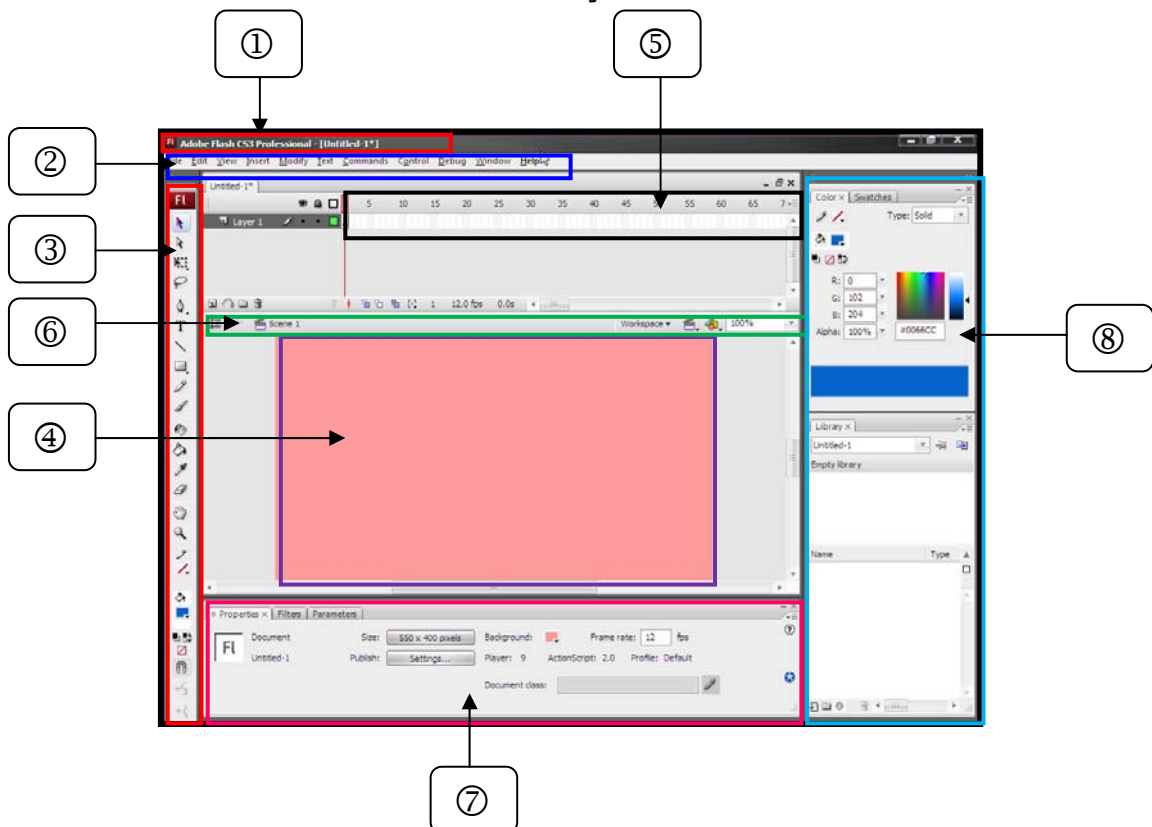 ①
⑤
②
③
⑥
④
⑧
⑦
Adobe Flash CS3 Professional - [Untitled-1*]
Edit View Insert Modify Text Commands Control Debug Window Help
Untitled-1*
5 10 15 20 25 30 35 40 45 50 55 60 65
Layer 1
1 12.0 fps 0.0s
Scene 1 Workspace 100%
Fl
T
Color × Swatches
Type: Solid
R: 0
G: 102
B: 204
Alpha: 100% #0066CC
Library ×
Untitled-1
Empty library
Name Type
Properties × Filters Parameters
Fl
Document Size: 550 x 400 pixels Background: Frame rate: 12 fps
Untitled-1 Publish: Settings... Player: 9 ActionScript: 2.0 Profile: Default
Document class: